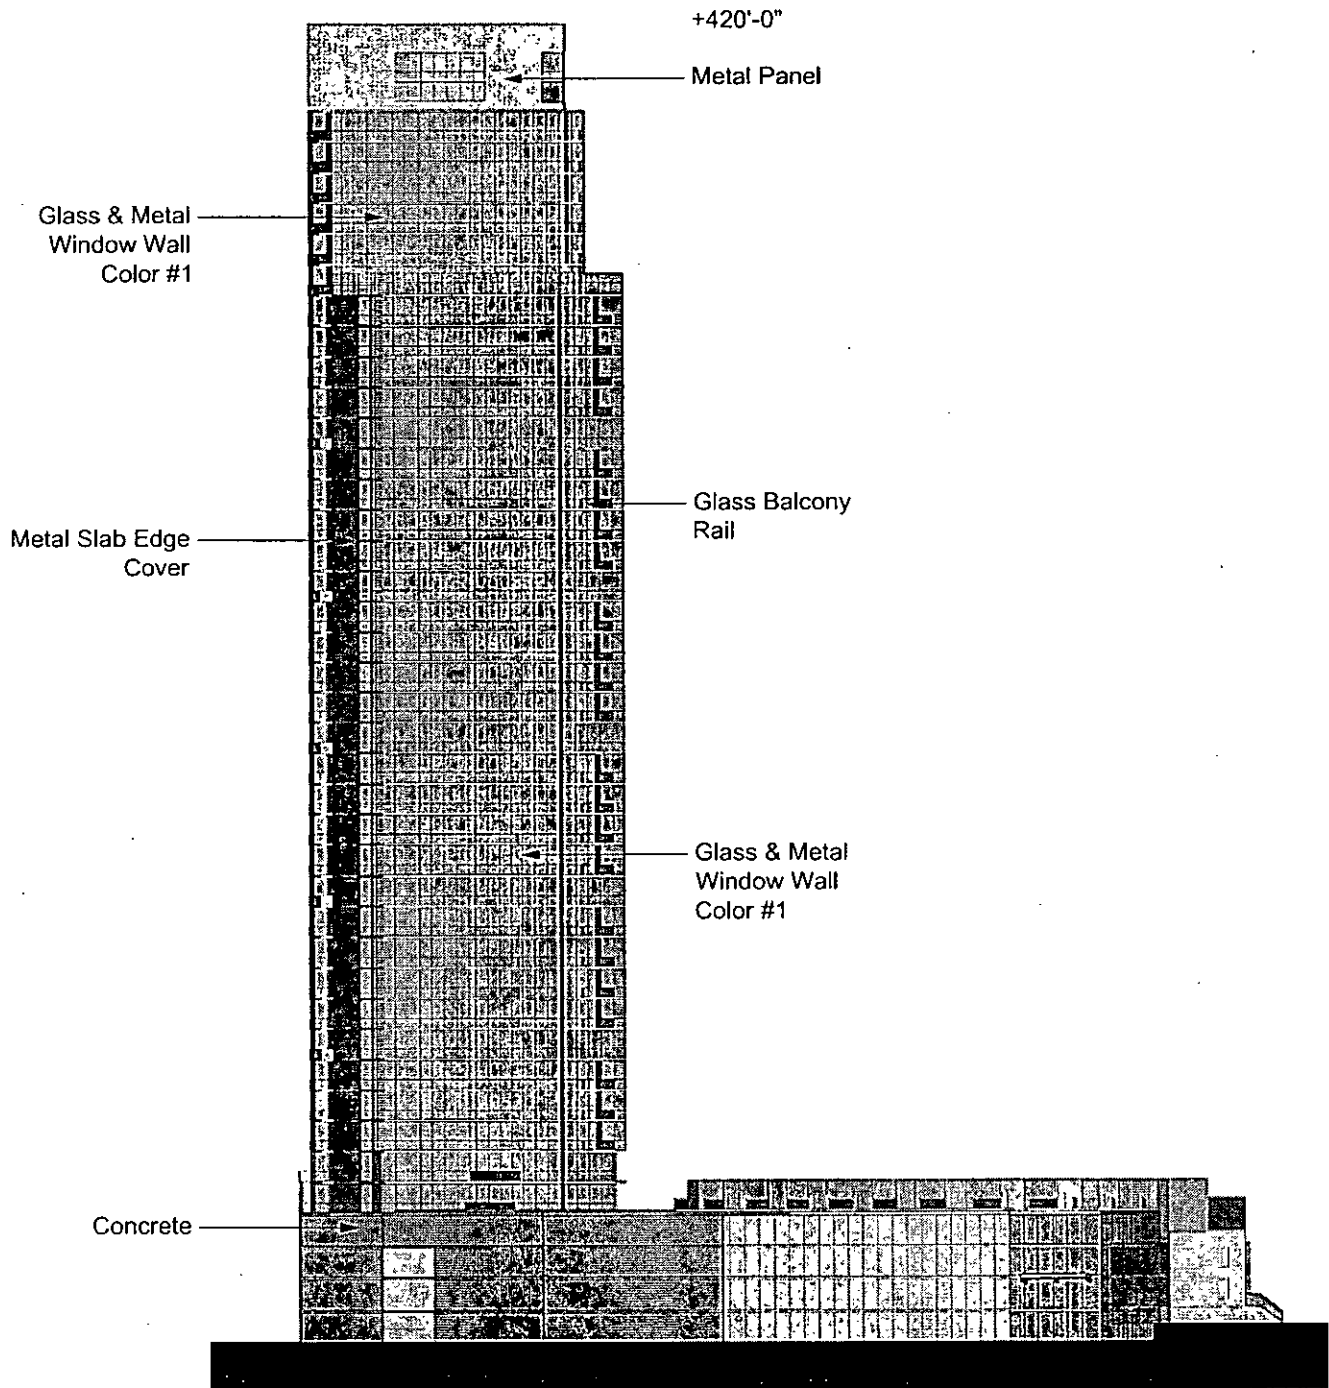 +420'-0"
Metal Panel
Glass & Metal
Window Wall
Color #1
Glass Balcony
Rail
Metal Slab Edge
Cover
Glass & Metal
Window Wall
Color #1
Concrete